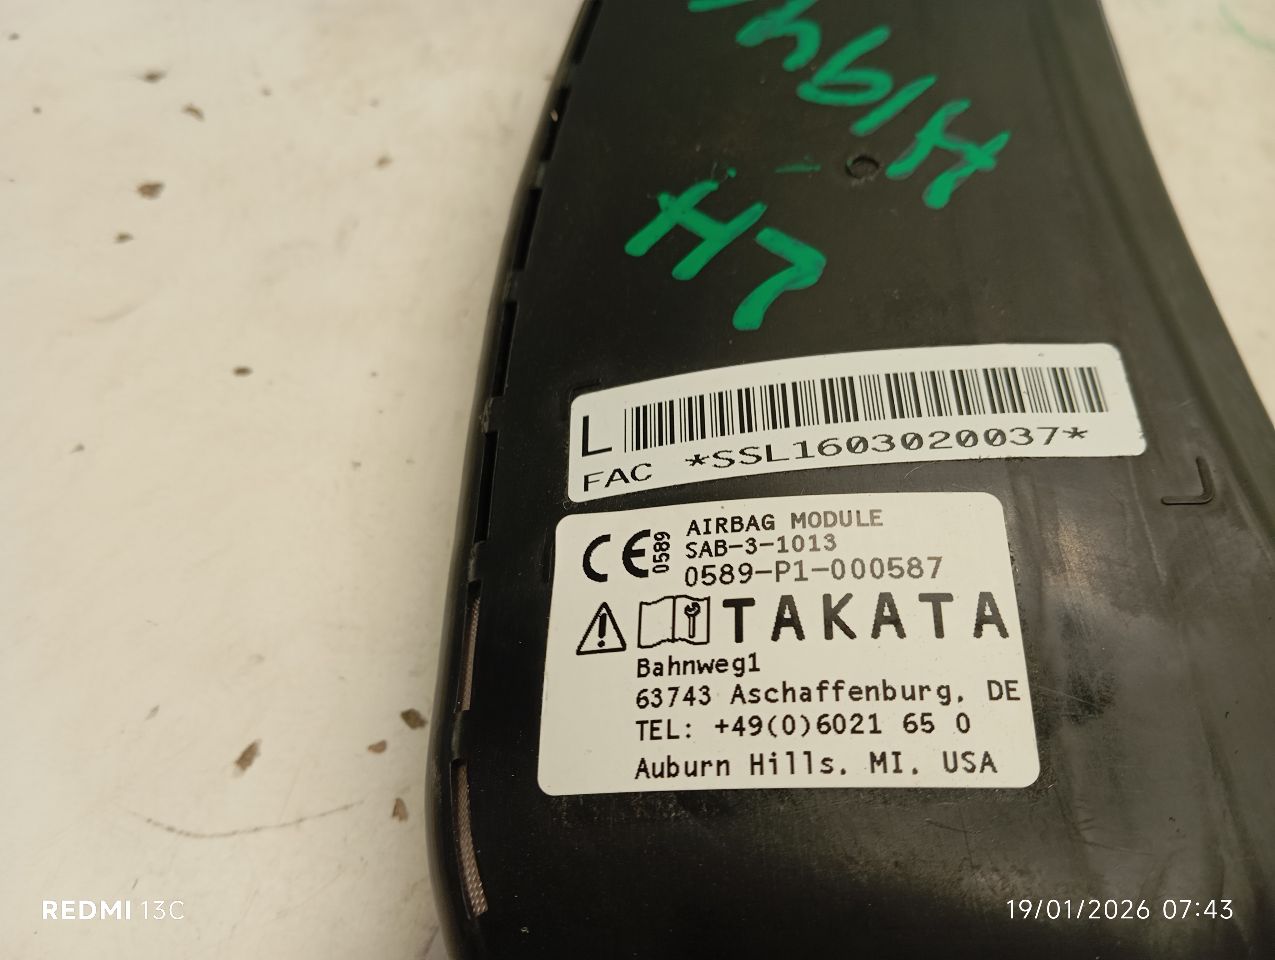 LH
L
FAC *SSL1603020037*
CE 0589
AIRBAG MODULE
SAB-3-1013
0589-P1-000587
TAKATA
Bahnweg1
63743 Aschaffenburg, DE
TEL: +49(0)6021 65 0
Auburn Hills, MI, USA
L
REDMI 13C
19/01/2026 07:43